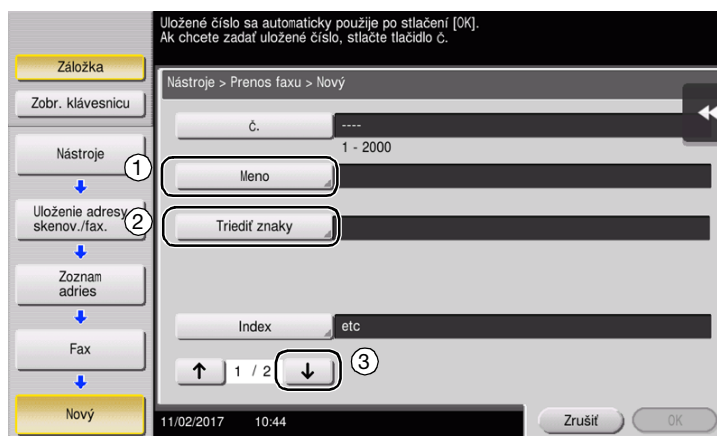 Uložené číslo sa automaticky použije po stlačení [OK].
Ak chcete zadať uložené číslo, stlačte tlačidlo č.
Záložka
Zobr. klávesnicu
Nástroje
Uloženie adresy
skenov./fax.
Zoznam
adries
Fax
Nový
Nástroje > Prenos faxu > Nový
č.
----
1 - 2000
1
Meno
2
Triediť znaky
Index
etc
1 / 2
3
11/02/2017 10:44
Zrušiť
OK